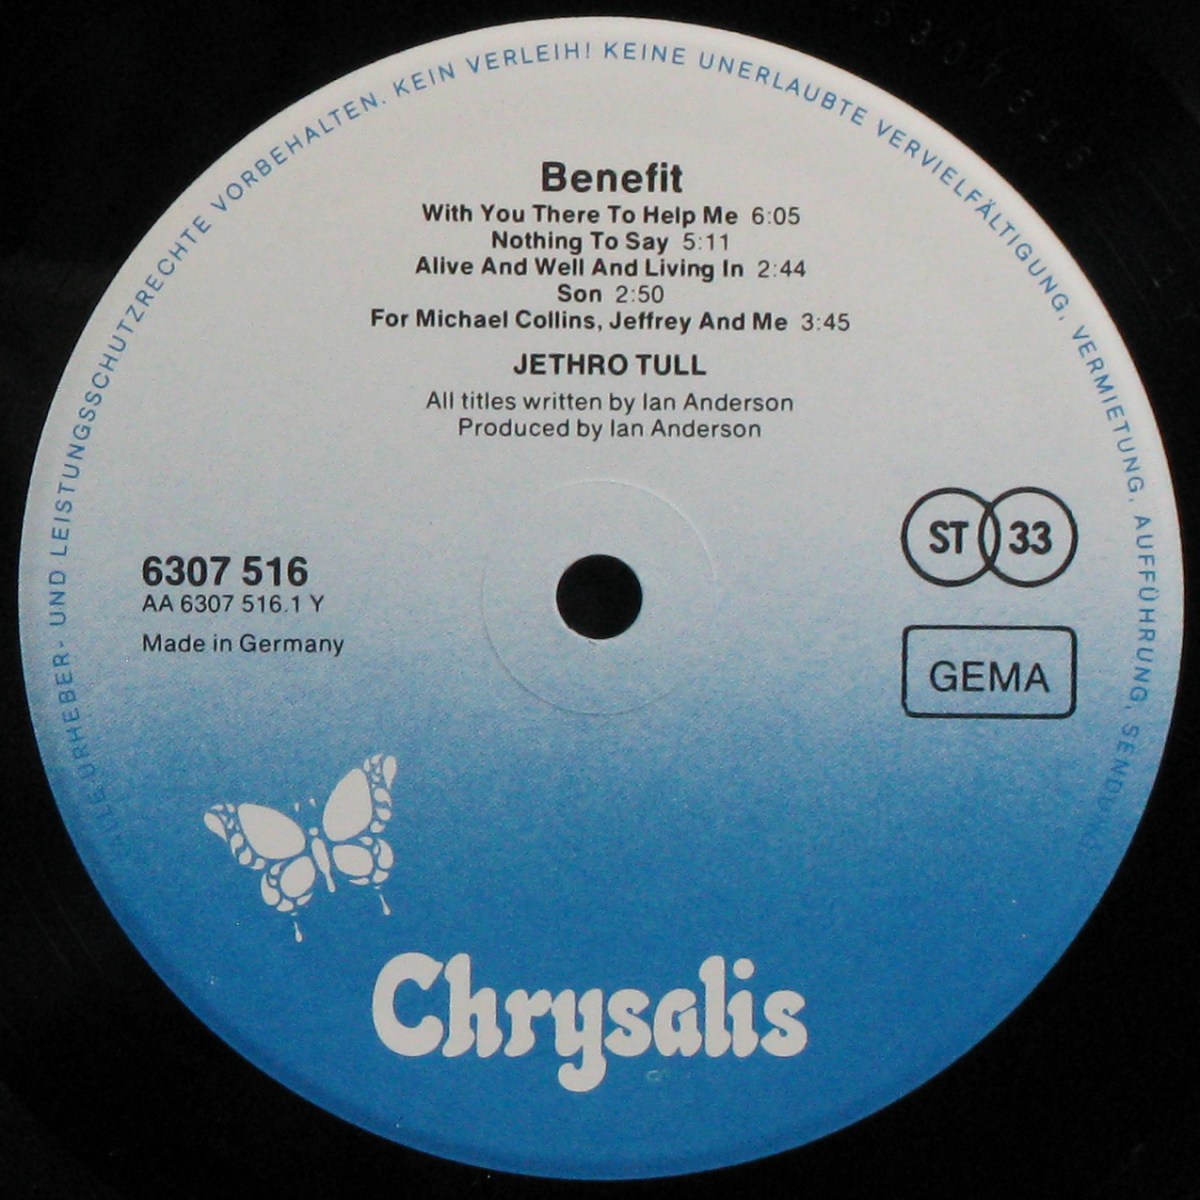 ALLE URHEBER- UND LEISTUNGSSCHUTZRECHTE VORBEHALTEN. KEIN VERLEIH! KEINE UNERLAUBTE VERVIELFÄLTIGUNG, VERMIETUNG, AUFFÜHRUNG, SENDUNG
Benefit
With You There To Help Me 6:05
Nothing To Say 5:11
Alive And Well And Living In 2:44
Son 2:50
For Michael Collins, Jeffrey And Me 3:45
JETHRO TULL
All titles written by Ian Anderson
Produced by Ian Anderson
ST 33
6307 516
AA 6307 516.1 Y
Made in Germany
GEMA
Chrysalis